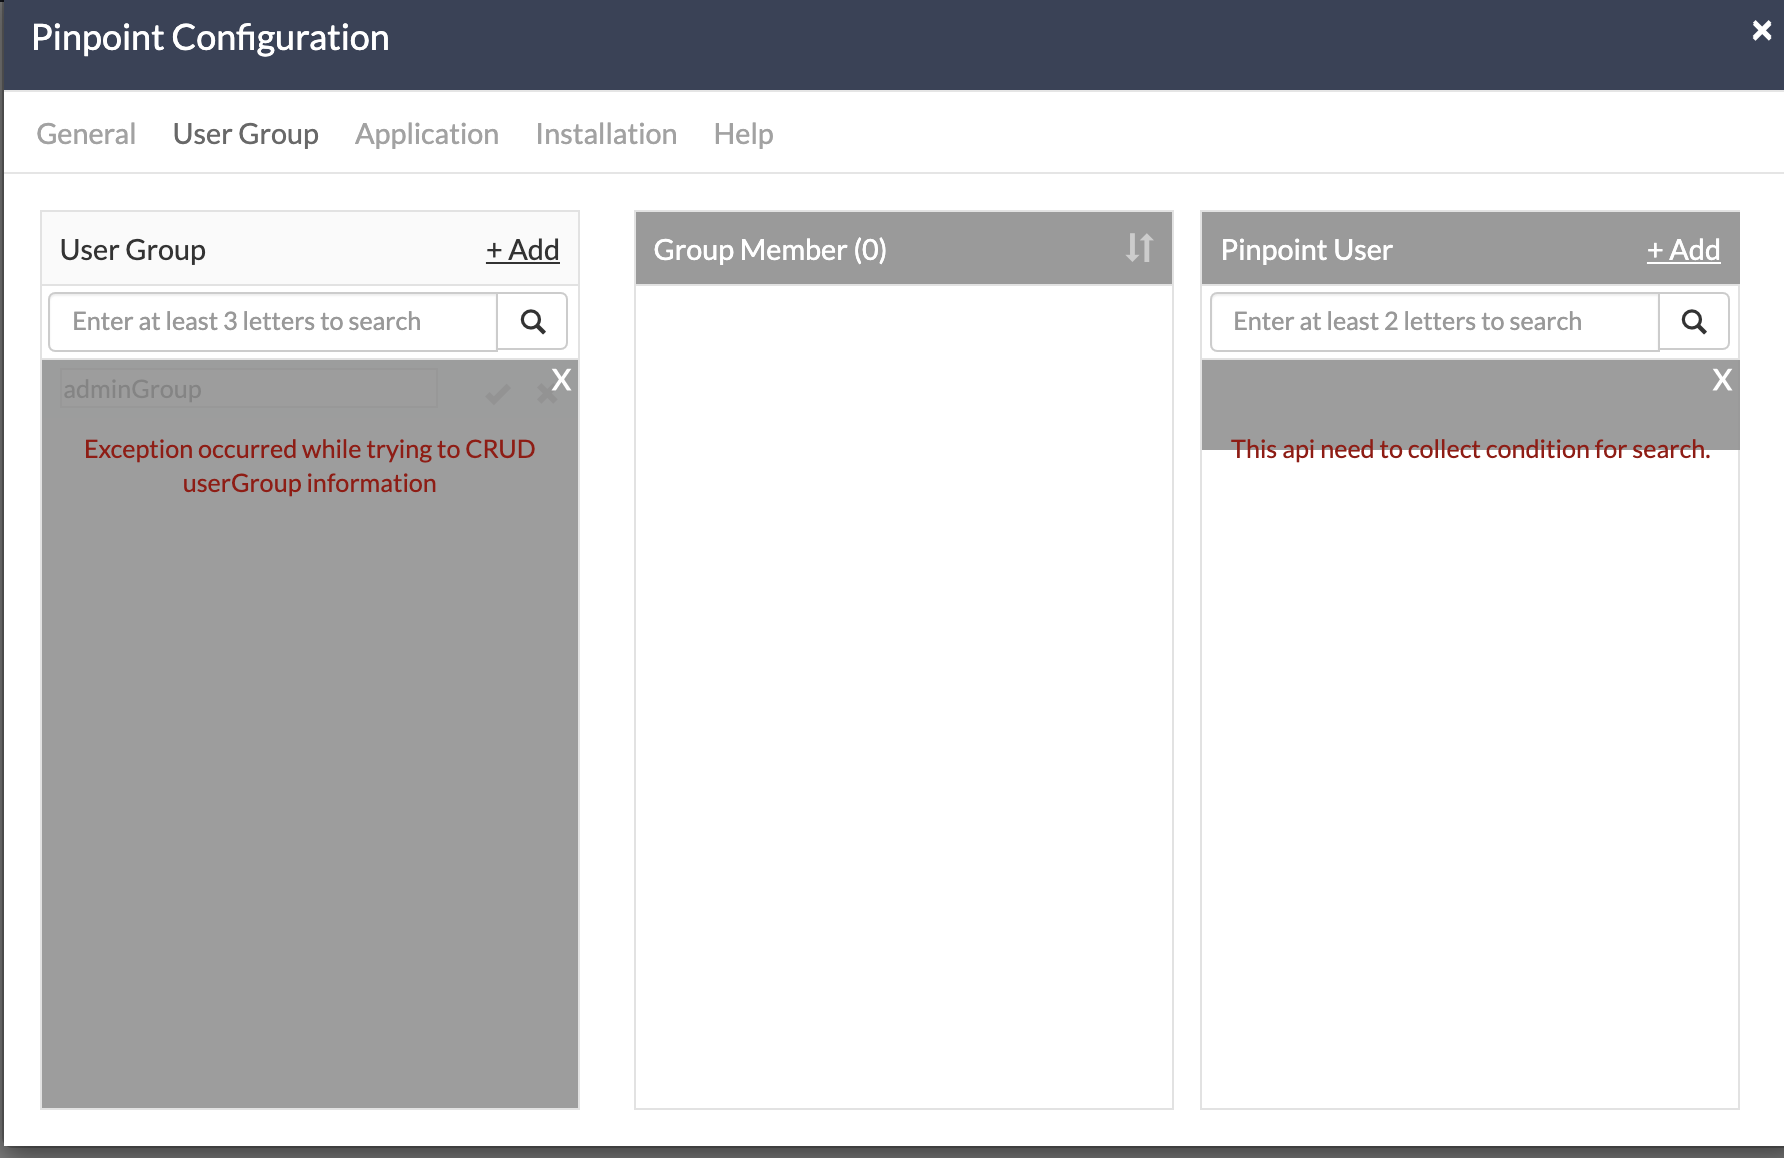 Pinpoint Configuration
General User Group Application Installation Help
User Group + Add
Enter at least 3 letters to search
adminGroup
X
Exception occurred while trying to CRUD
userGroup information
Group Member (0)
Pinpoint User + Add
Enter at least 2 letters to search
X
This api need to collect condition for search.